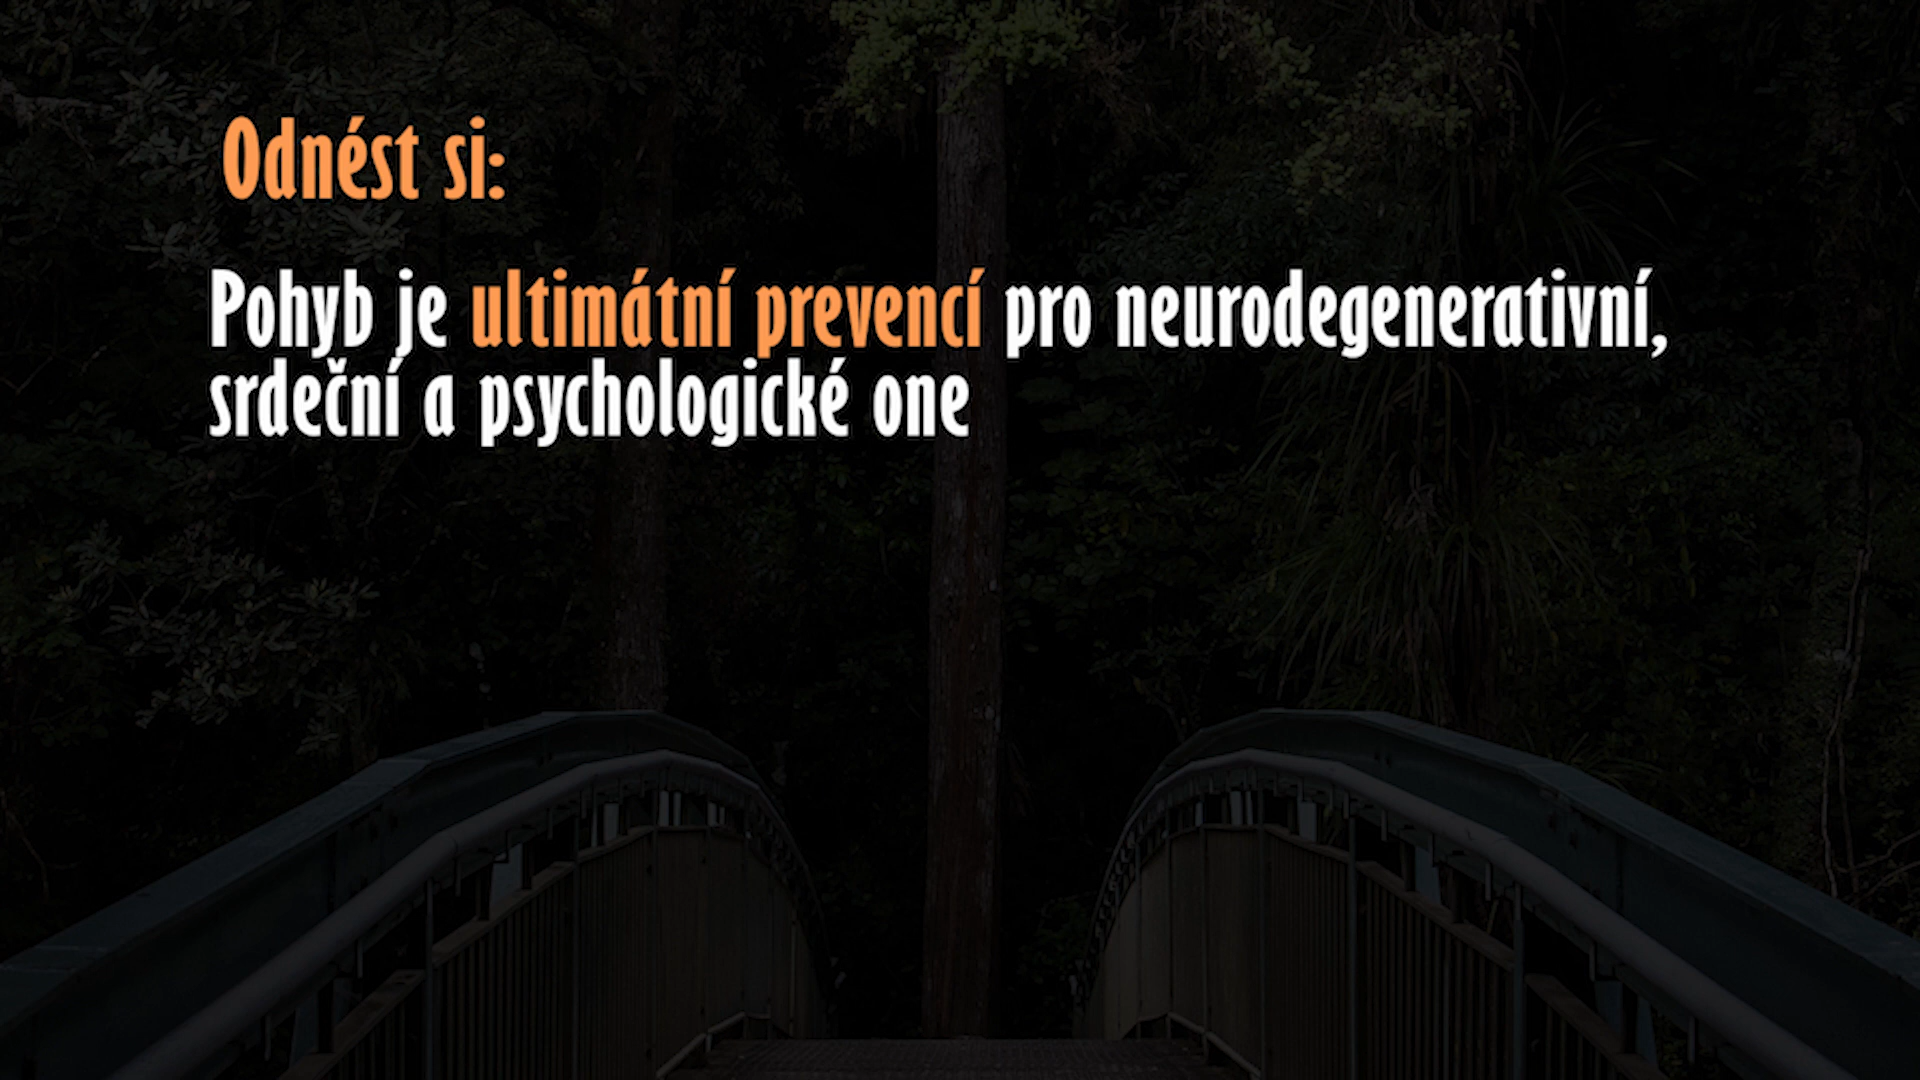 Odnést si:
Pohyb je ultimátní prevencí pro neurodegenerativní,
srdeční a psychologické one